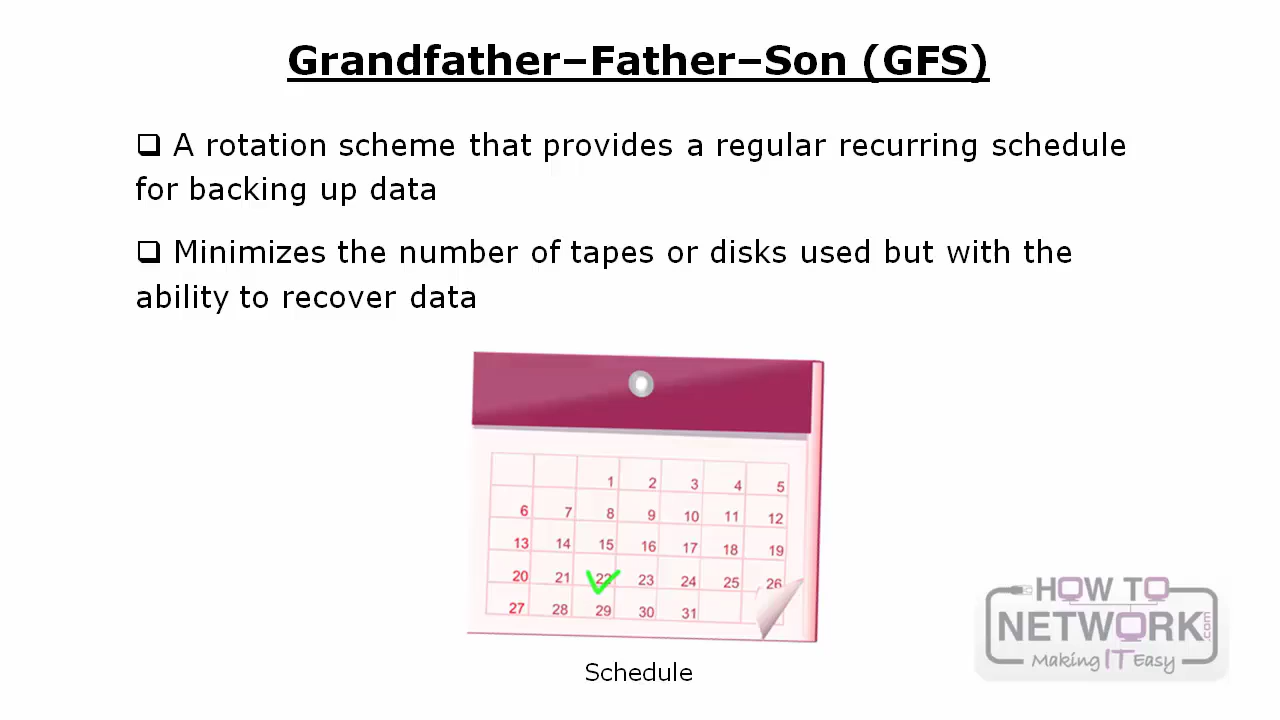 Grandfather–Father–Son (GFS)
❑ A rotation scheme that provides a regular recurring schedule
for backing up data
❑ Minimizes the number of tapes or disks used but with the
ability to recover data
1 2 3 4 5
6 7 8 9 10 11 12
13 14 15 16 17 18 19
20 21 22 23 24 25 26
27 28 29 30 31
Schedule
HOW TO
NETWORK.com
Making IT Easy